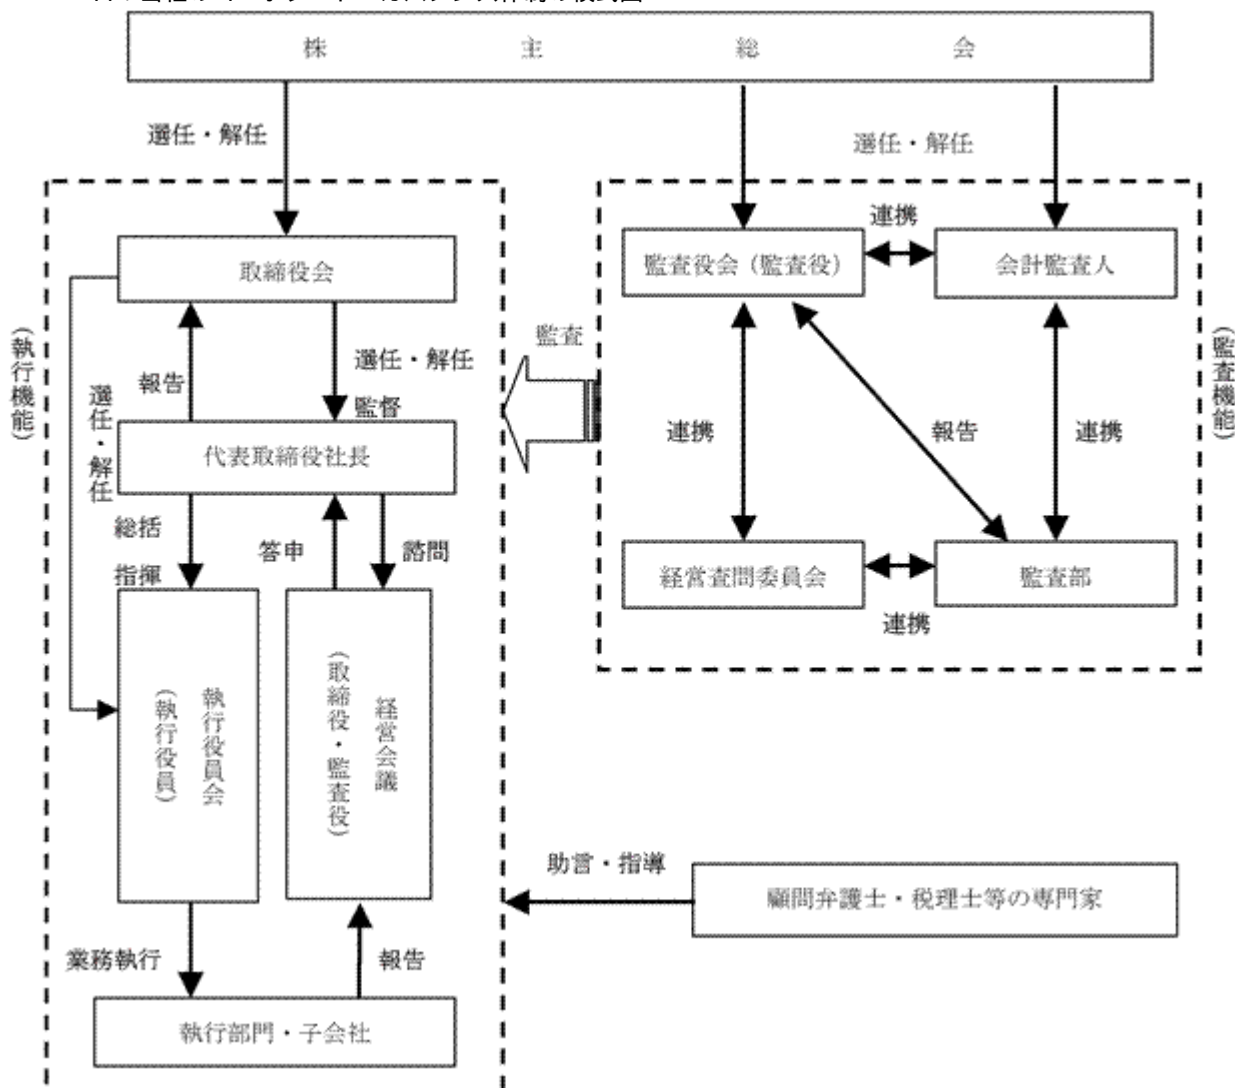 株主総会
選任・解任
選任・解任
取締役会
監査役会（監査役）
連携
会計監査人
（執行機能）
（監査機能）
監査
選任・解任
報告
選任・解任
監督
代表取締役社長
連携
報告
連携
総括
指揮
答申
諮問
経営査問委員会
連携
監査部
執行役員会
（執行役員）
経営会議
（取締役・監査役）
助言・指導
顧問弁護士・税理士等の専門家
業務執行
報告
執行部門・子会社